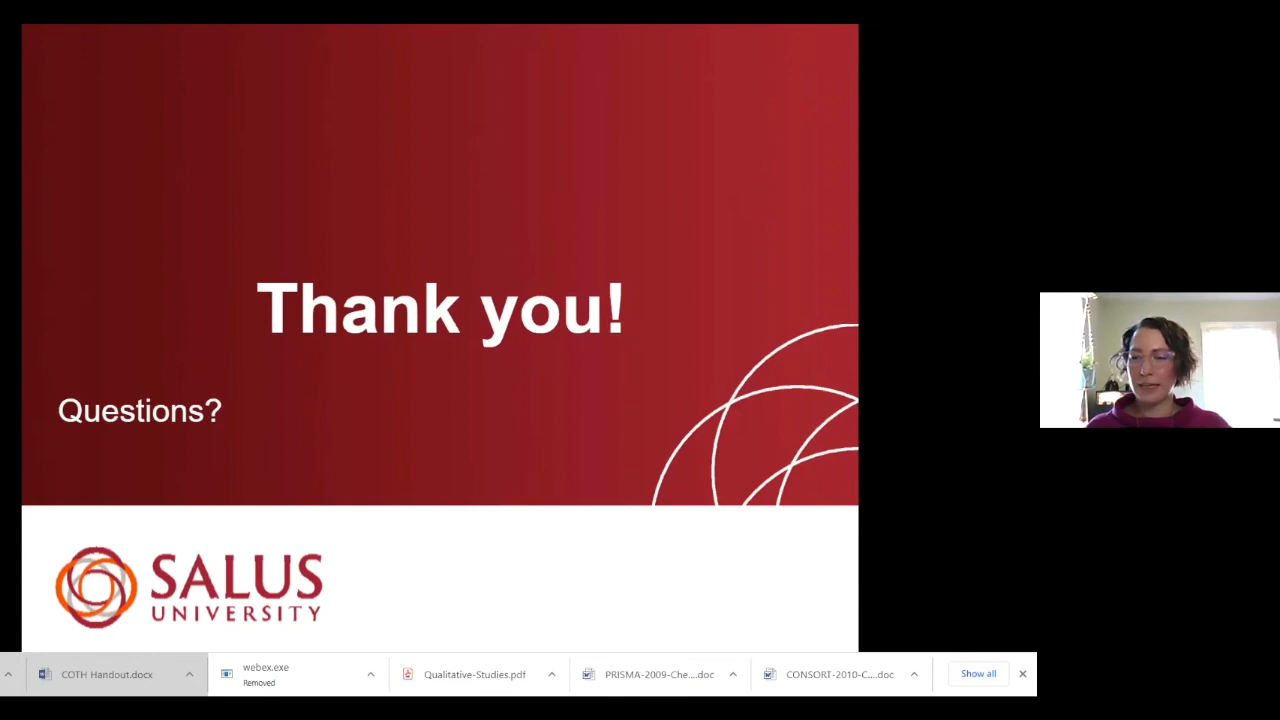 Thank you!
Questions?
SALUS
UNIVERSITY
COTH Handout.docx
webex.exe
Removed
Qualitative-Studies.pdf
PRISMA-2009-Che....doc
CONSORT-2010-C....doc
Show all